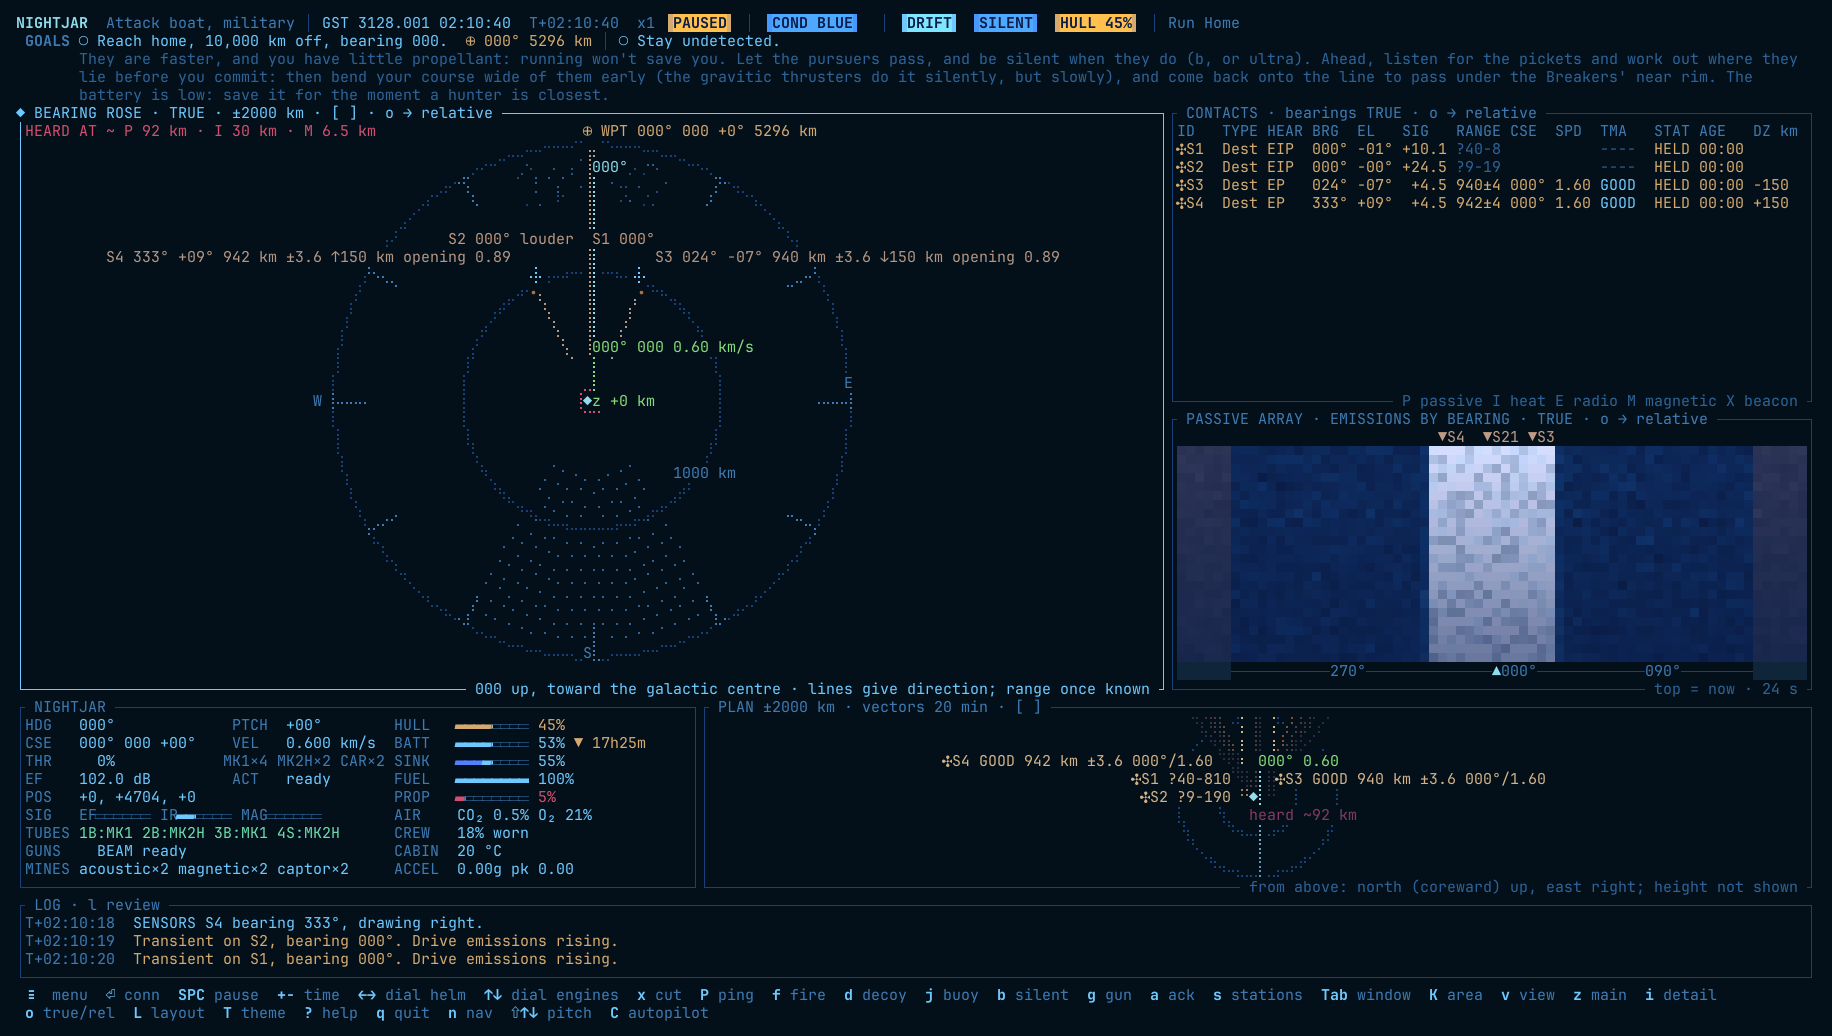 NIGHTJAR  Attack boat, military  GST 3128.001 02:10:40  T+02:10:40  x1  PAUSED  COND BLUE  DRIFT  SILENT  HULL 45%  Run Home
GOALS ○ Reach home, 10,000 km off, bearing 000.  ⊕ 000° 5296 km  ○ Stay undetected.
They are faster, and you have little propellant: running won't save you. Let the pursuers pass, and be silent when they do (b, or ultra). Ahead, listen for the pickets and work out where they
lie before you commit: then bend your course wide of them early (the gravitic thrusters do it silently, but slowly), and come back onto the line to pass under the Breakers' near rim. The
battery is low: save it for the moment a hunter is closest.
◆ BEARING ROSE · TRUE · ±2000 km · [ ] · o → relative
HEARD AT ~ P 92 km · I 30 km · M 6.5 km
⊕ WPT 000° 000 +0° 5296 km
000°
S2 000° louder  S1 000°
S4 333° +09° 942 km ±3.6 ↑150 km opening 0.89
S3 024° -07° 940 km ±3.6 ↓150 km opening 0.89
000° 000 0.60 km/s
E
W
z +0 km
1000 km
S
000 up, toward the galactic centre · lines give direction; range once known
CONTACTS · bearings TRUE · o → relative
ID  TYPE HEAR BRG  EL  SIG  RANGE CSE  SPD  TMA  STAT AGE  DZ km
✣S1  Dest EIP  000° -01° +10.1 ?40-8  ----  HELD 00:00
✣S2  Dest EIP  000° -00° +24.5 ?9-19  ----  HELD 00:00
✣S3  Dest EP  024° -07°  +4.5 940±4 000° 1.60 GOOD  HELD 00:00 -150
✣S4  Dest EP  333° +09°  +4.5 942±4 000° 1.60 GOOD  HELD 00:00 +150
P passive I heat E radio M magnetic X beacon
PASSIVE ARRAY · EMISSIONS BY BEARING · TRUE · o → relative
▼S4  ▼S21 ▼S3
270°  ▲000°  090°
top = now · 24 s
NIGHTJAR
HDG  000°  PTCH  +00°  HULL  45%
CSE  000° 000 +00°  VEL  0.600 km/s  BATT  53% ▼ 17h25m
THR  0%  MK1×4 MK2H×2 CAR×2  SINK  55%
EF  102.0 dB  ACT  ready  FUEL  100%
POS  +0, +4704, +0  PROP  5%
SIG  EF  IR  MAG  AIR  CO₂ 0.5% O₂ 21%
TUBES 1B:MK1 2B:MK2H 3B:MK1 4S:MK2H  CREW  18% worn
GUNS  BEAM ready  CABIN  20 °C
MINES acoustic×2 magnetic×2 captor×2  ACCEL  0.00g pk 0.00
PLAN ±2000 km · vectors 20 min · [ ]
✣S4 GOOD 942 km ±3.6 000°/1.60  000° 0.60
✣S1 ?40-810  ✣S3 GOOD 940 km ±3.6 000°/1.60
✣S2 ?9-190
heard ~92 km
from above: north (coreward) up, east right; height not shown
LOG · l review
T+02:10:18  SENSORS S4 bearing 333°, drawing right.
T+02:10:19  Transient on S2, bearing 000°. Drive emissions rising.
T+02:10:20  Transient on S1, bearing 000°. Drive emissions rising.
≡ menu  ⏎ conn  SPC pause  +- time  ↔ dial helm  ↑↓ dial engines  x cut  P ping  f fire  d decoy  j buoy  b silent  g gun  a ack  s stations  Tab window  K area  v view  z main  i detail
o true/rel  L layout  T theme  ? help  q quit  n nav  ⇧↑↓ pitch  C autopilot